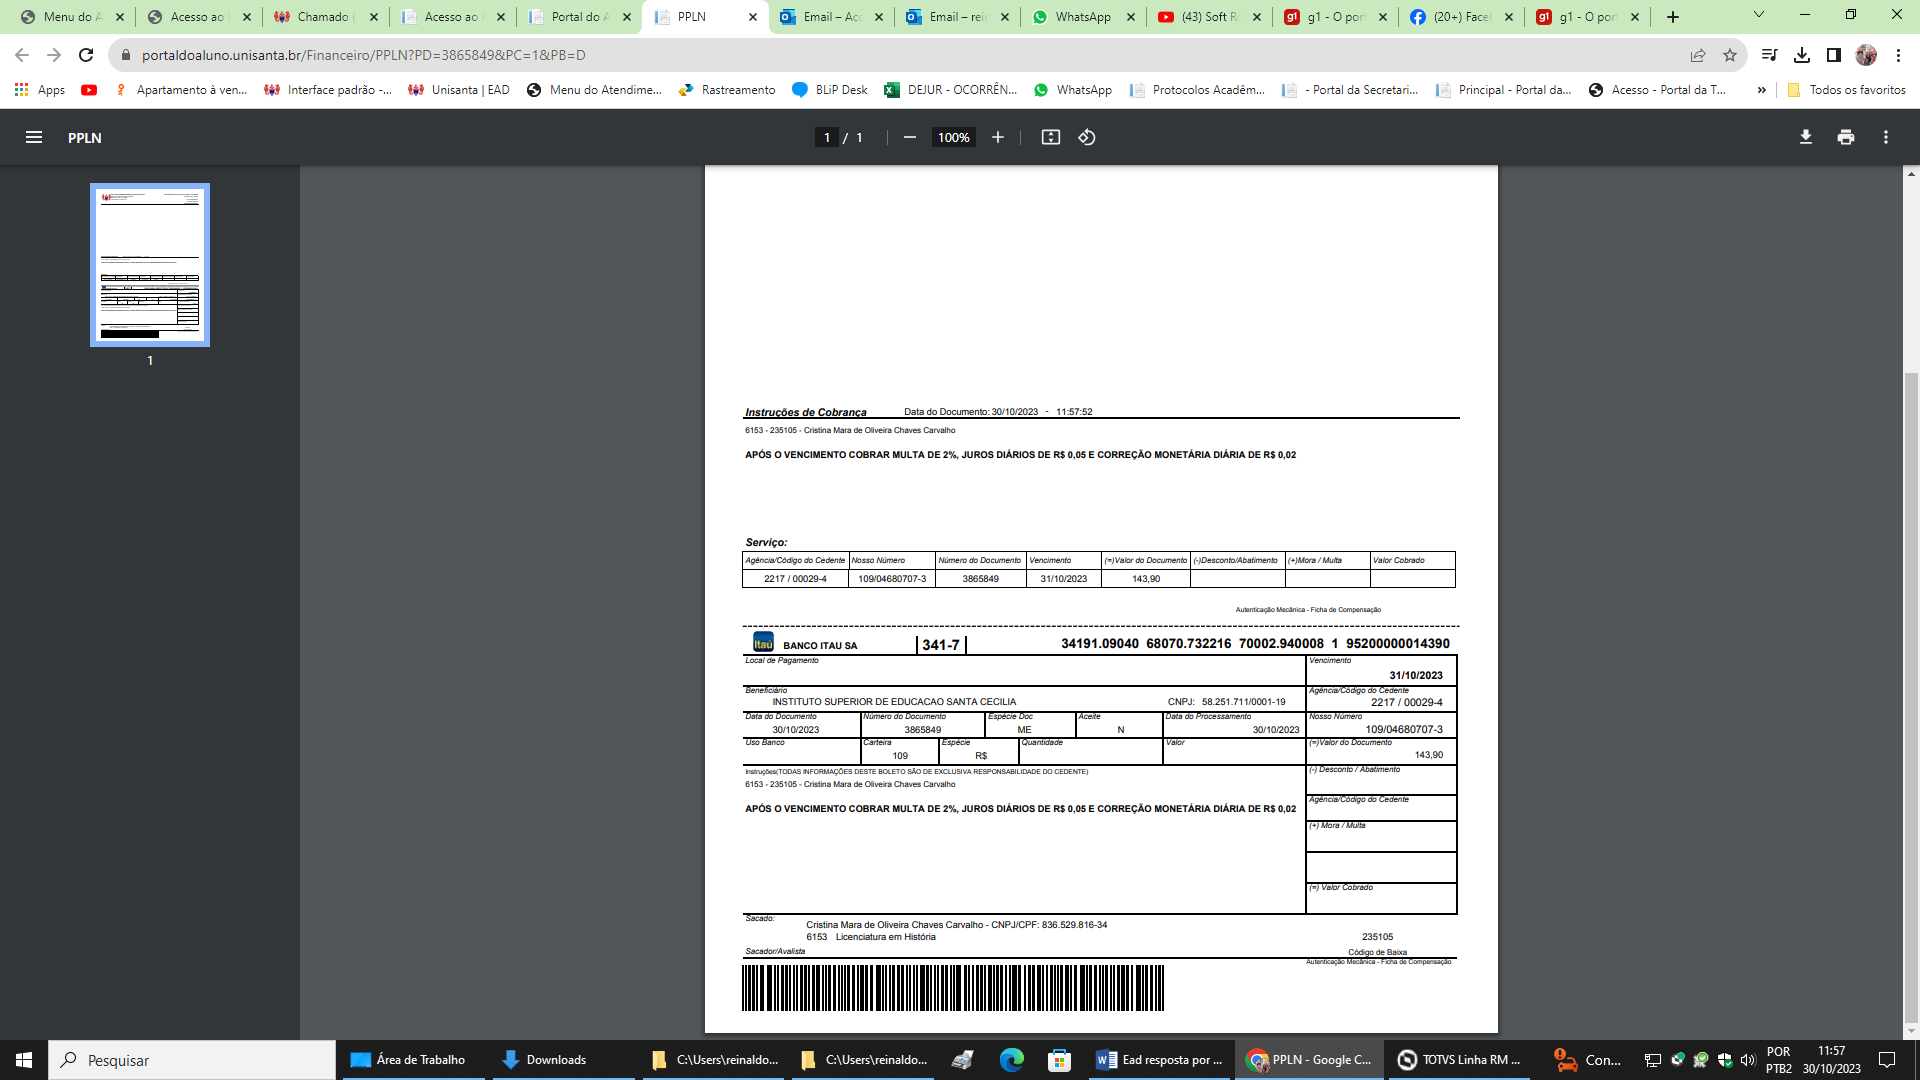 Menu do A
Acesso ao
Chamado
Acesso ao
Portal do A
PPLN
Email – Acc
Email – rei
WhatsApp
(43) Soft Ro
g1 - O por
(20+) Face
g1 - O por
portaldoaluno.unisanta.br/Financeiro/PPLN?PD=3865849&PC=1&PB=D
Apps
Apartamento à ven...
Interface padrão -...
Unisanta | EAD
Menu do Atendime...
Rastreamento
BLiP Desk
DEJUR - OCORRÊN...
WhatsApp
Protocolos Acadêm...
- Portal da Secretari...
Principal - Portal da...
Acesso - Portal da T...
»
Todos os favoritos
PPLN
1 / 1
100%
1
Instruções de Cobrança Data do Documento: 30/10/2023 - 11:57:52
6153 - 235105 - Cristina Mara de Oliveira Chaves Carvalho
APÓS O VENCIMENTO COBRAR MULTA DE 2%, JUROS DIÁRIOS DE R$ 0,05 E CORREÇÃO MONETÁRIA DIÁRIA DE R$ 0,02
Serviço:
Agência/Código do Cedente Nosso Número Número do Documento Vencimento (=)Valor do Documento (-)Desconto/Abatimento (+)Mora / Multa Valor Cobrado
2217 / 00029-4 109/04680707-3 3865849 31/10/2023 143,90
Autenticação Mecânica - Ficha de Compensação
Itaú BANCO ITAU SA 341-7 34191.09040 68070.732216 70002.940008 1 95200000014390
Local de Pagamento Vencimento
31/10/2023
Beneficiário Agência/Código do Cedente
INSTITUTO SUPERIOR DE EDUCACAO SANTA CECILIA CNPJ: 58.251.711/0001-19 2217 / 00029-4
Data do Documento Número do Documento Espécie Doc Aceite Data do Processamento Nosso Número
30/10/2023 3865849 ME N 30/10/2023 109/04680707-3
Uso Banco Carteira Espécie Quantidade Valor (=)Valor do Documento
109 R$ 143,90
Instruções(TODAS INFORMAÇÕES DESTE BOLETO SÃO DE EXCLUSIVA RESPONSABILIDADE DO CEDENTE) (-) Desconto / Abatimento
6153 - 235105 - Cristina Mara de Oliveira Chaves Carvalho
Agência/Código do Cedente
APÓS O VENCIMENTO COBRAR MULTA DE 2%, JUROS DIÁRIOS DE R$ 0,05 E CORREÇÃO MONETÁRIA DIÁRIA DE R$ 0,02
(+) Mora / Multa
(=) Valor Cobrado
Sacado:
Cristina Mara de Oliveira Chaves Carvalho - CNPJ/CPF: 836.529.816-34
6153 Licenciatura em História 235105
Sacador/Avalista Código de Baixa
Autenticação Mecânica - Ficha de Compensação
Pesquisar
Área de Trabalho
Downloads
C:\Users\reinaldo...
C:\Users\reinaldo...
Ead resposta por ...
PPLN - Google C...
TOTVS Linha RM ...
Con...
POR
PTB2
11:57
30/10/2023